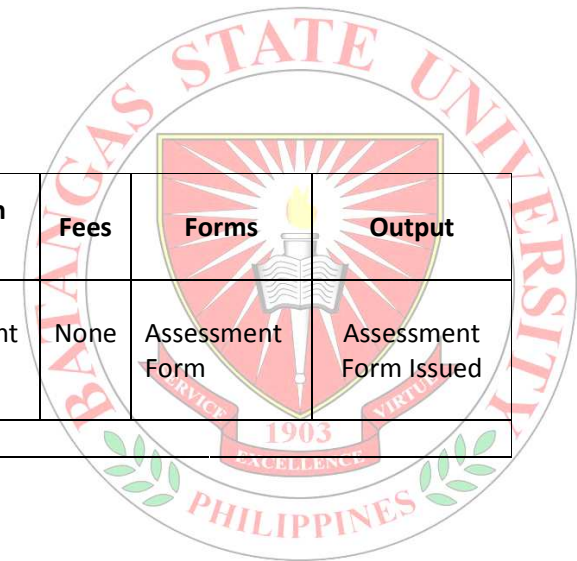 BATANGAS STATE UNIVERSITY
Fees Forms Output
None Assessment Form Assessment Form Issued
SERVICE EXCELLENCE VIRTUE
1903
PHILIPPINES